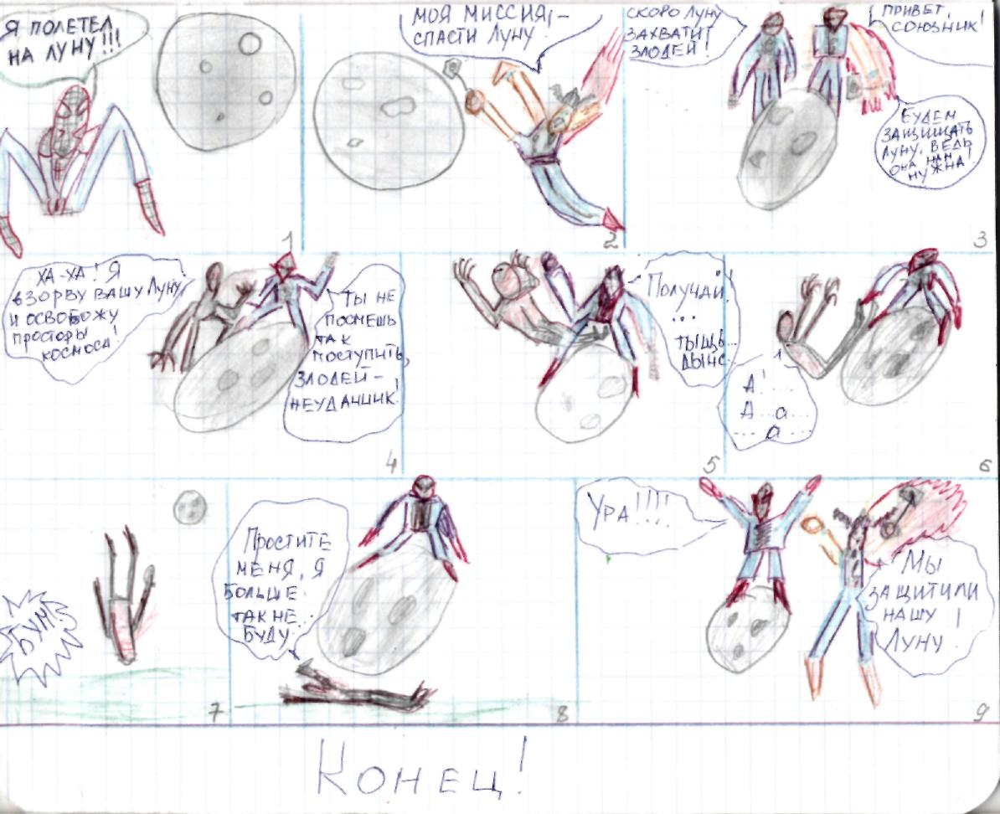 Я ПОЛЕТЕЛ
НА ЛУНУ!!!
1
МОЯ МИССИЯ, –
СПАСТИ ЛУНУ!
2
СКОРО ЛУНУ
ЗАХВАТИТ
ЗЛОДЕЙ!
ПРИВЕТ,
СОЮЗНИК!
БУДЕМ
ЗАЩИЩАТЬ
ЛУНУ, ВЕДЬ
ОНА НАМ
НУЖНА!
3
ХА-ХА! Я
ВЗОРВУ ВАШУ ЛУНУ,
И ОСВОБОЖУ
ПРОСТОРЫ
КОСМОСА!
ТЫ НЕ
ПОСМЕШЬ
ТАК
ПОСТУПИТЬ,
ЗЛОДЕЙ –
НЕУДАЧНИК!
4
ПОЛУЧАЙ!
...
ТЫЩЬ...
ДЫЩЬ...
5
А!....
А...а...
...а...
6
БУМ!
7
ПРОСТИТЕ
МЕНЯ, Я
БОЛЬШЕ
ТАК НЕ...
БУДУ.
8
УРА!!!!
МЫ
ЗАЩИТИЛИ
НАШУ
ЛУНУ!
9
КОНЕЦ!